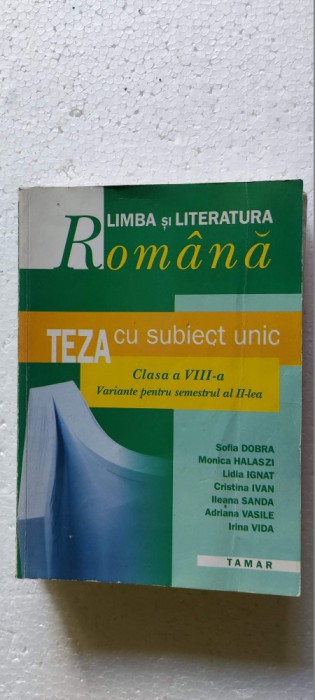 LIMBA și LITERATURA
Română
TEZA cu subiect unic
Clasa a VIII-a
Variante pentru semestrul al II-lea
Sofia DOBRA
Monica HALASZI
Lidia IGNAT
Cristina IVAN
Ileana SANDA
Adriana VASILE
Irina VIDA
TAMAR